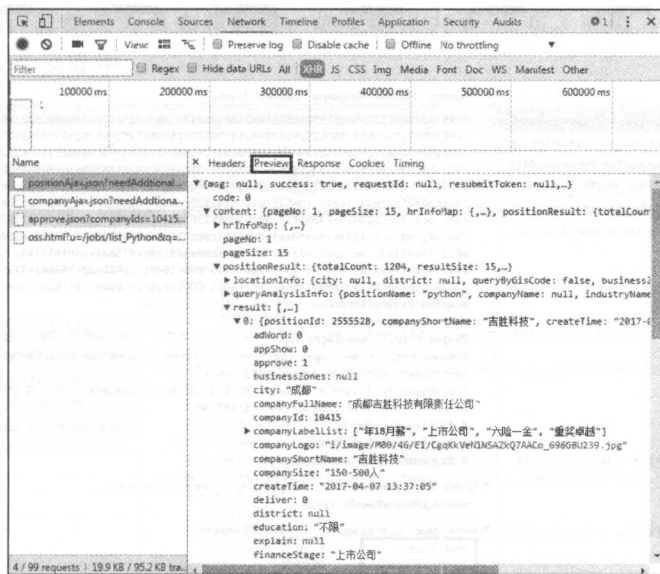 Elements Console Sources Network Timeline Profiles Application Security Audits 1
View: Preserve log Disable cache Offline No throttling
Filter Regex Hide data URLs All XHR JS CSS Img Media Font Doc WS Manifest Other
100000 ms 200000 ms 300000 ms 400000 ms 500000 ms 600000 ms
Name
positionAjax.json?needAddtional...
companyAjax.json?needAddtiona...
approve.json?companyIds=10415...
oss.html?u=/jobs/list_Python&q=...
4 / 99 requests | 19.9 KB / 95.2 KB tra...
× Headers Preview Response Cookies Timing
▼ {msg: null, success: true, requestId: null, resubmitToken: null,…}
code: 0
▼ content: {pageNo: 1, pageSize: 15, hrInfoMap: {,…}, positionResult: {totalCoun
▶ hrInfoMap: {,…}
pageNo: 1
pageSize: 15
▼ positionResult: {totalCount: 1204, resultSize: 15,…}
▶ locationInfo: {city: null, district: null, queryByGisCode: false, business
▶ queryAnalysisInfo: {positionName: "python", companyName: null, industryName
▼ result: [,…]
▼ 0: {positionId: 2555528, companyShortName: "吉胜科技", createTime: "2017-
adWord: 0
appShow: 0
approve: 1
businessZones: null
city: "成都"
companyFullName: "成都吉胜科技有限责任公司"
companyId: 10415
▶ companyLabelList: ["年18月薪", "上市公司", "六险一金", "重奖卓越"]
companyLogo: "i/image/M00/46/E1/CgqKkVeN1NSAZkQ7AACo_G96GBU239.jpg"
companyShortName: "吉胜科技"
companySize: "150-500人"
createTime: "2017-04-07 13:37:05"
deliver: 0
district: null
education: "不限"
explain: null
financeStage: "上市公司"